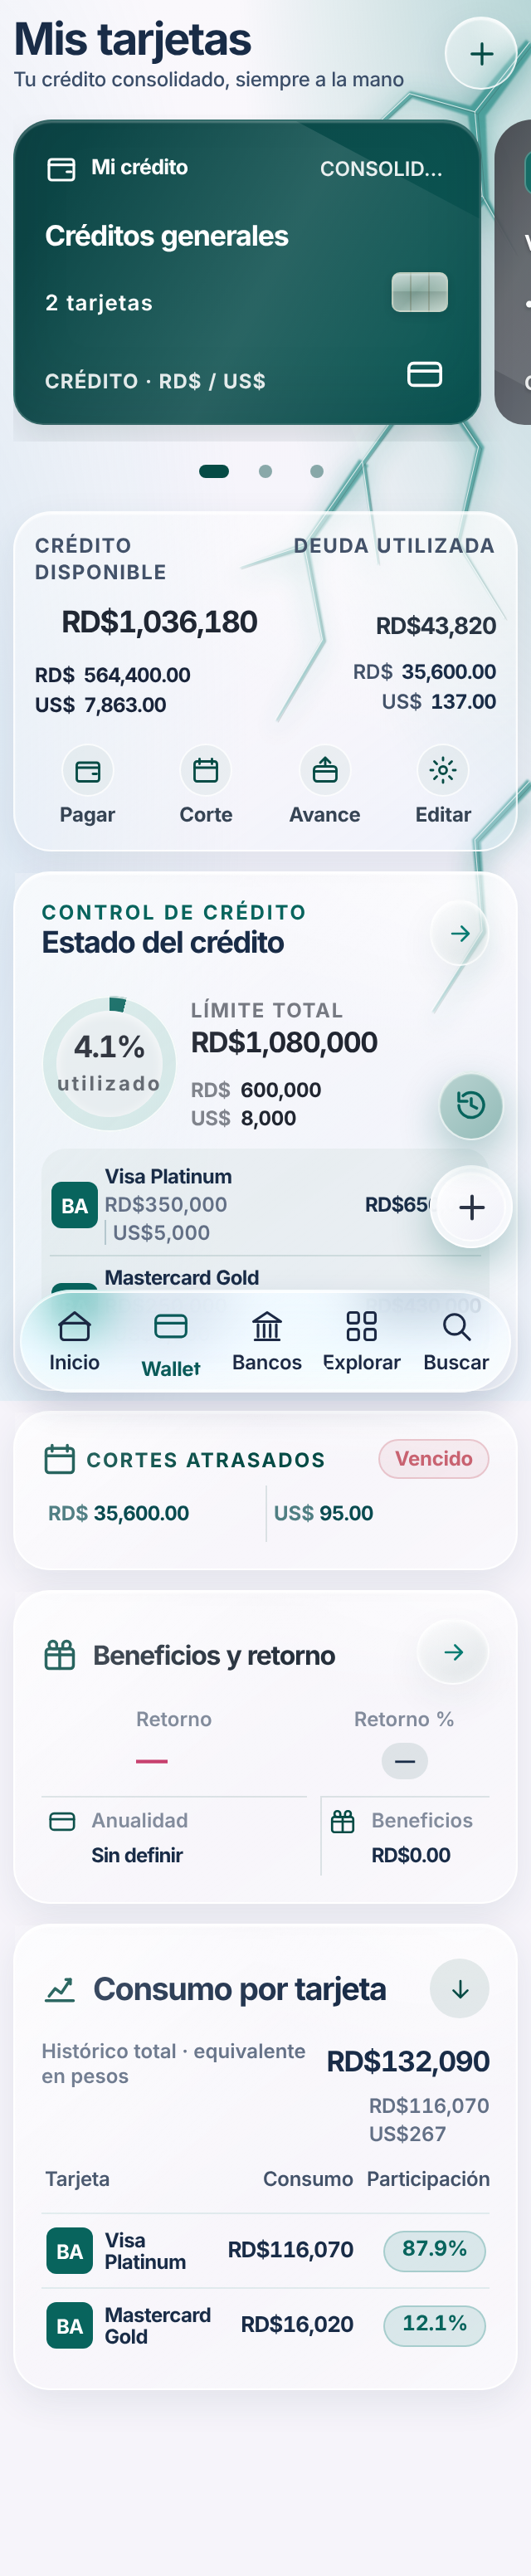 Mis tarjetas
Tu crédito consolidado, siempre a la mano
Mi crédito
CONSOLID...
Créditos generales
2 tarjetas
CRÉDITO · RD$ / US$
CRÉDITO DISPONIBLE
DEUDA UTILIZADA
RD$1,036,180
RD$43,820
RD$ 564,400.00
RD$ 35,600.00
US$ 7,863.00
US$ 137.00
Pagar
Corte
Avance
Editar
CONTROL DE CRÉDITO
Estado del crédito
4.1%
utilizado
LÍMITE TOTAL
RD$1,080,000
RD$ 600,000
US$ 8,000
BA
Visa Platinum
RD$350,000
US$5,000
Mastercard Gold
Inicio
Wallet
Bancos
Explorar
Buscar
CORTES ATRASADOS
Vencido
RD$ 35,600.00
US$ 95.00
Beneficios y retorno
Retorno
Retorno %
—
—
Anualidad
Sin definir
Beneficios
RD$0.00
Consumo por tarjeta
Histórico total · equivalente
en pesos
RD$132,090
RD$116,070
US$267
Tarjeta
Consumo
Participación
BA
Visa
Platinum
RD$116,070
87.9%
BA
Mastercard
Gold
RD$16,020
12.1%